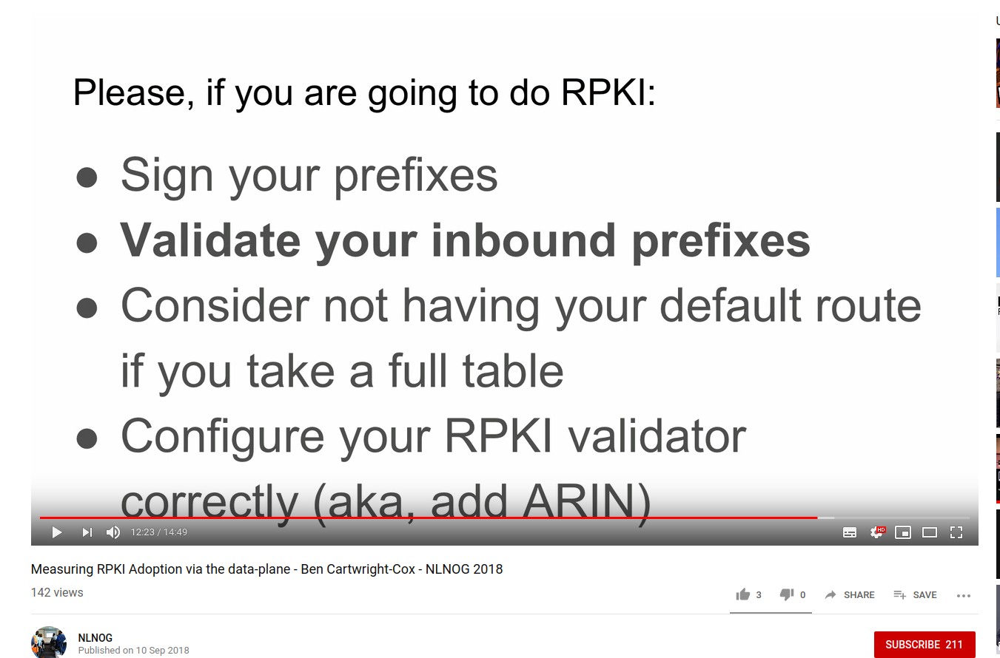 Please, if you are going to do RPKI:
● Sign your prefixes
● Validate your inbound prefixes
● Consider not having your default route
if you take a full table
● Configure your RPKI validator
correctly (aka, add ARIN)
12:23 / 14:49
HD
Measuring RPKI Adoption via the data-plane - Ben Cartwright-Cox - NLNOG 2018
142 views
3
0
SHARE
SAVE
NLNOG
Published on 10 Sep 2018
SUBSCRIBE 211